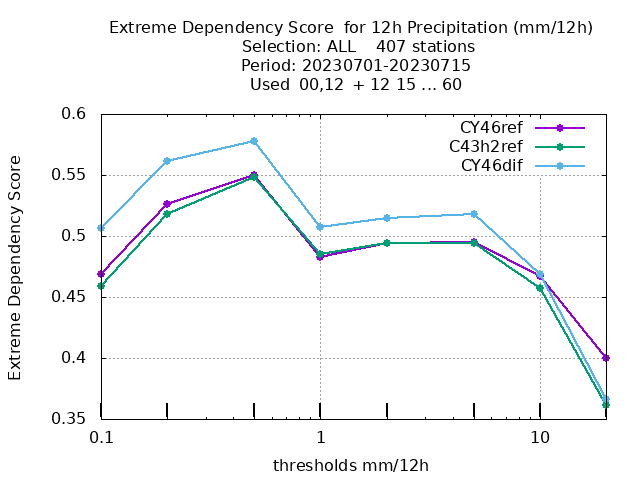 Extreme Dependency Score  for 12h Precipitation (mm/12h)
Selection: ALL    407 stations
Period: 20230701-20230715
Used  00,12  + 12 15 ... 60
CY46ref
C43h2ref
CY46dif
Extreme Dependency Score
0.6
0.55
0.5
0.45
0.4
0.35
0.1
1
10
thresholds mm/12h